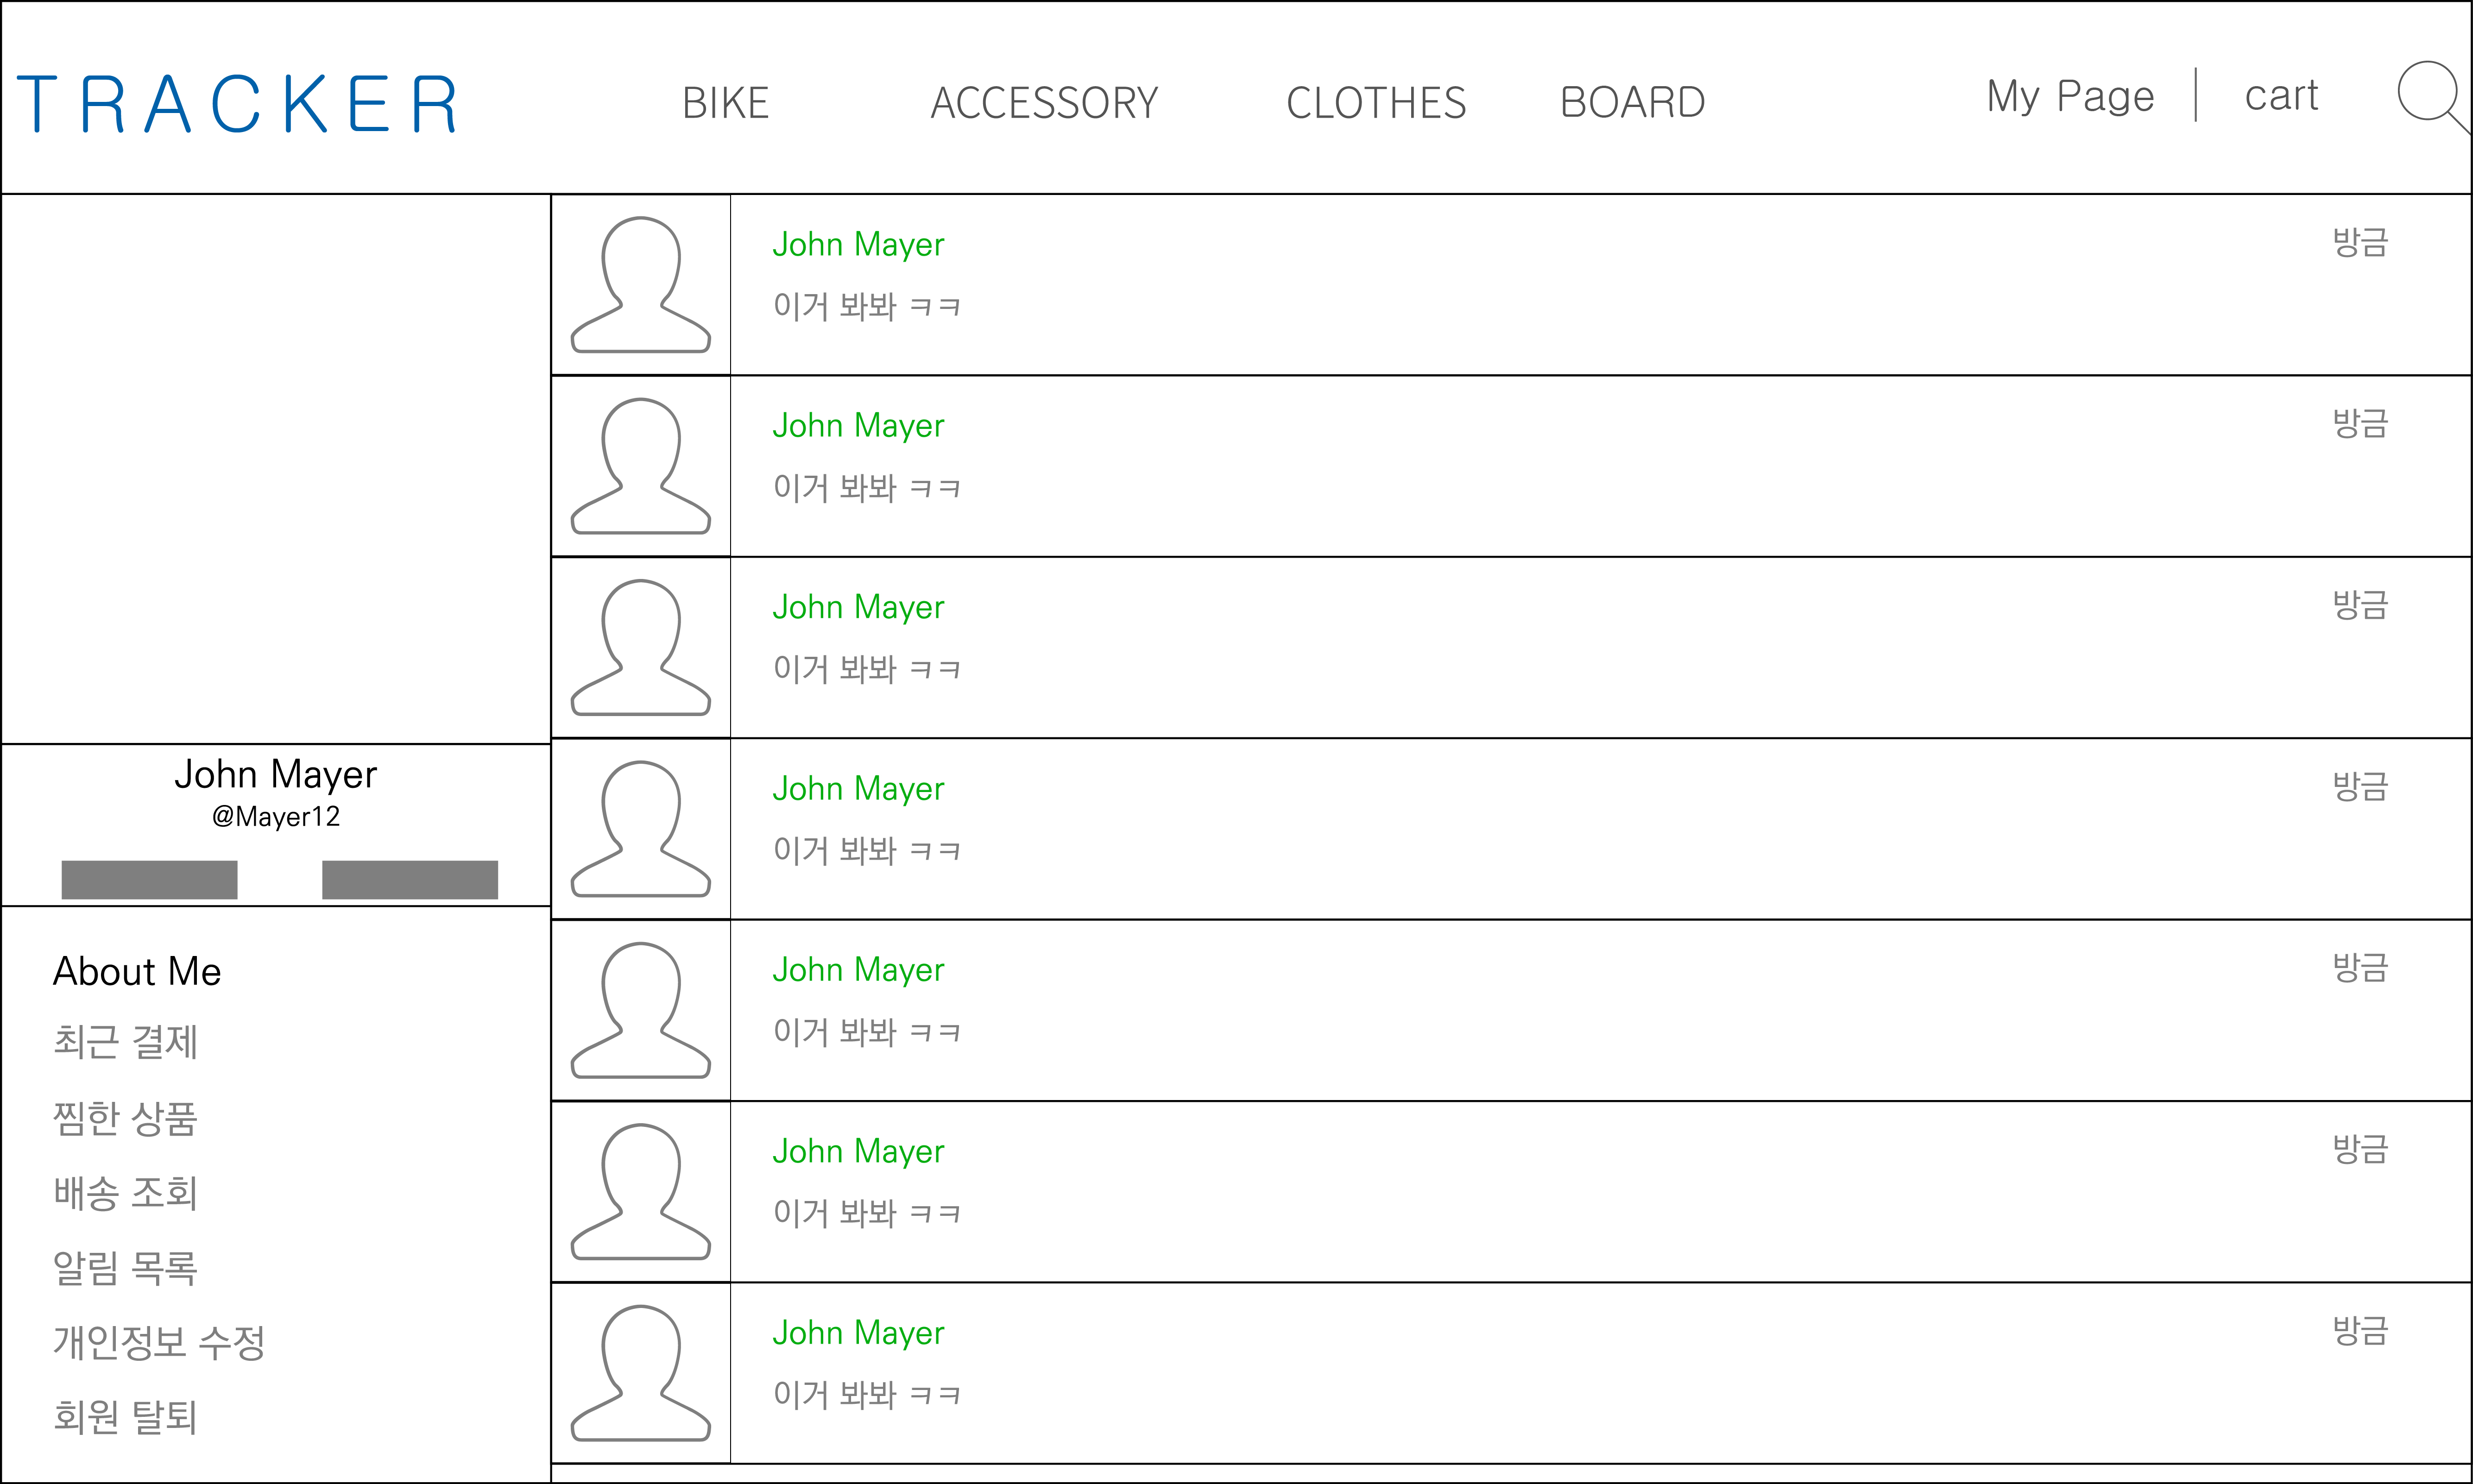 TRACKER BIKE ACCESSORY CLOTHES BOARD My Page cart
John Mayer
@Mayer12
About Me
최근 결제
찜한 상품
배송 조회
알림 목록
개인정보 수정
회원 탈퇴
John Mayer 방금
이거 봐봐 ㅋㅋ
John Mayer 방금
이거 봐봐 ㅋㅋ
John Mayer 방금
이거 봐봐 ㅋㅋ
John Mayer 방금
이거 봐봐 ㅋㅋ
John Mayer 방금
이거 봐봐 ㅋㅋ
John Mayer 방금
이거 봐봐 ㅋㅋ
John Mayer 방금
이거 봐봐 ㅋㅋ